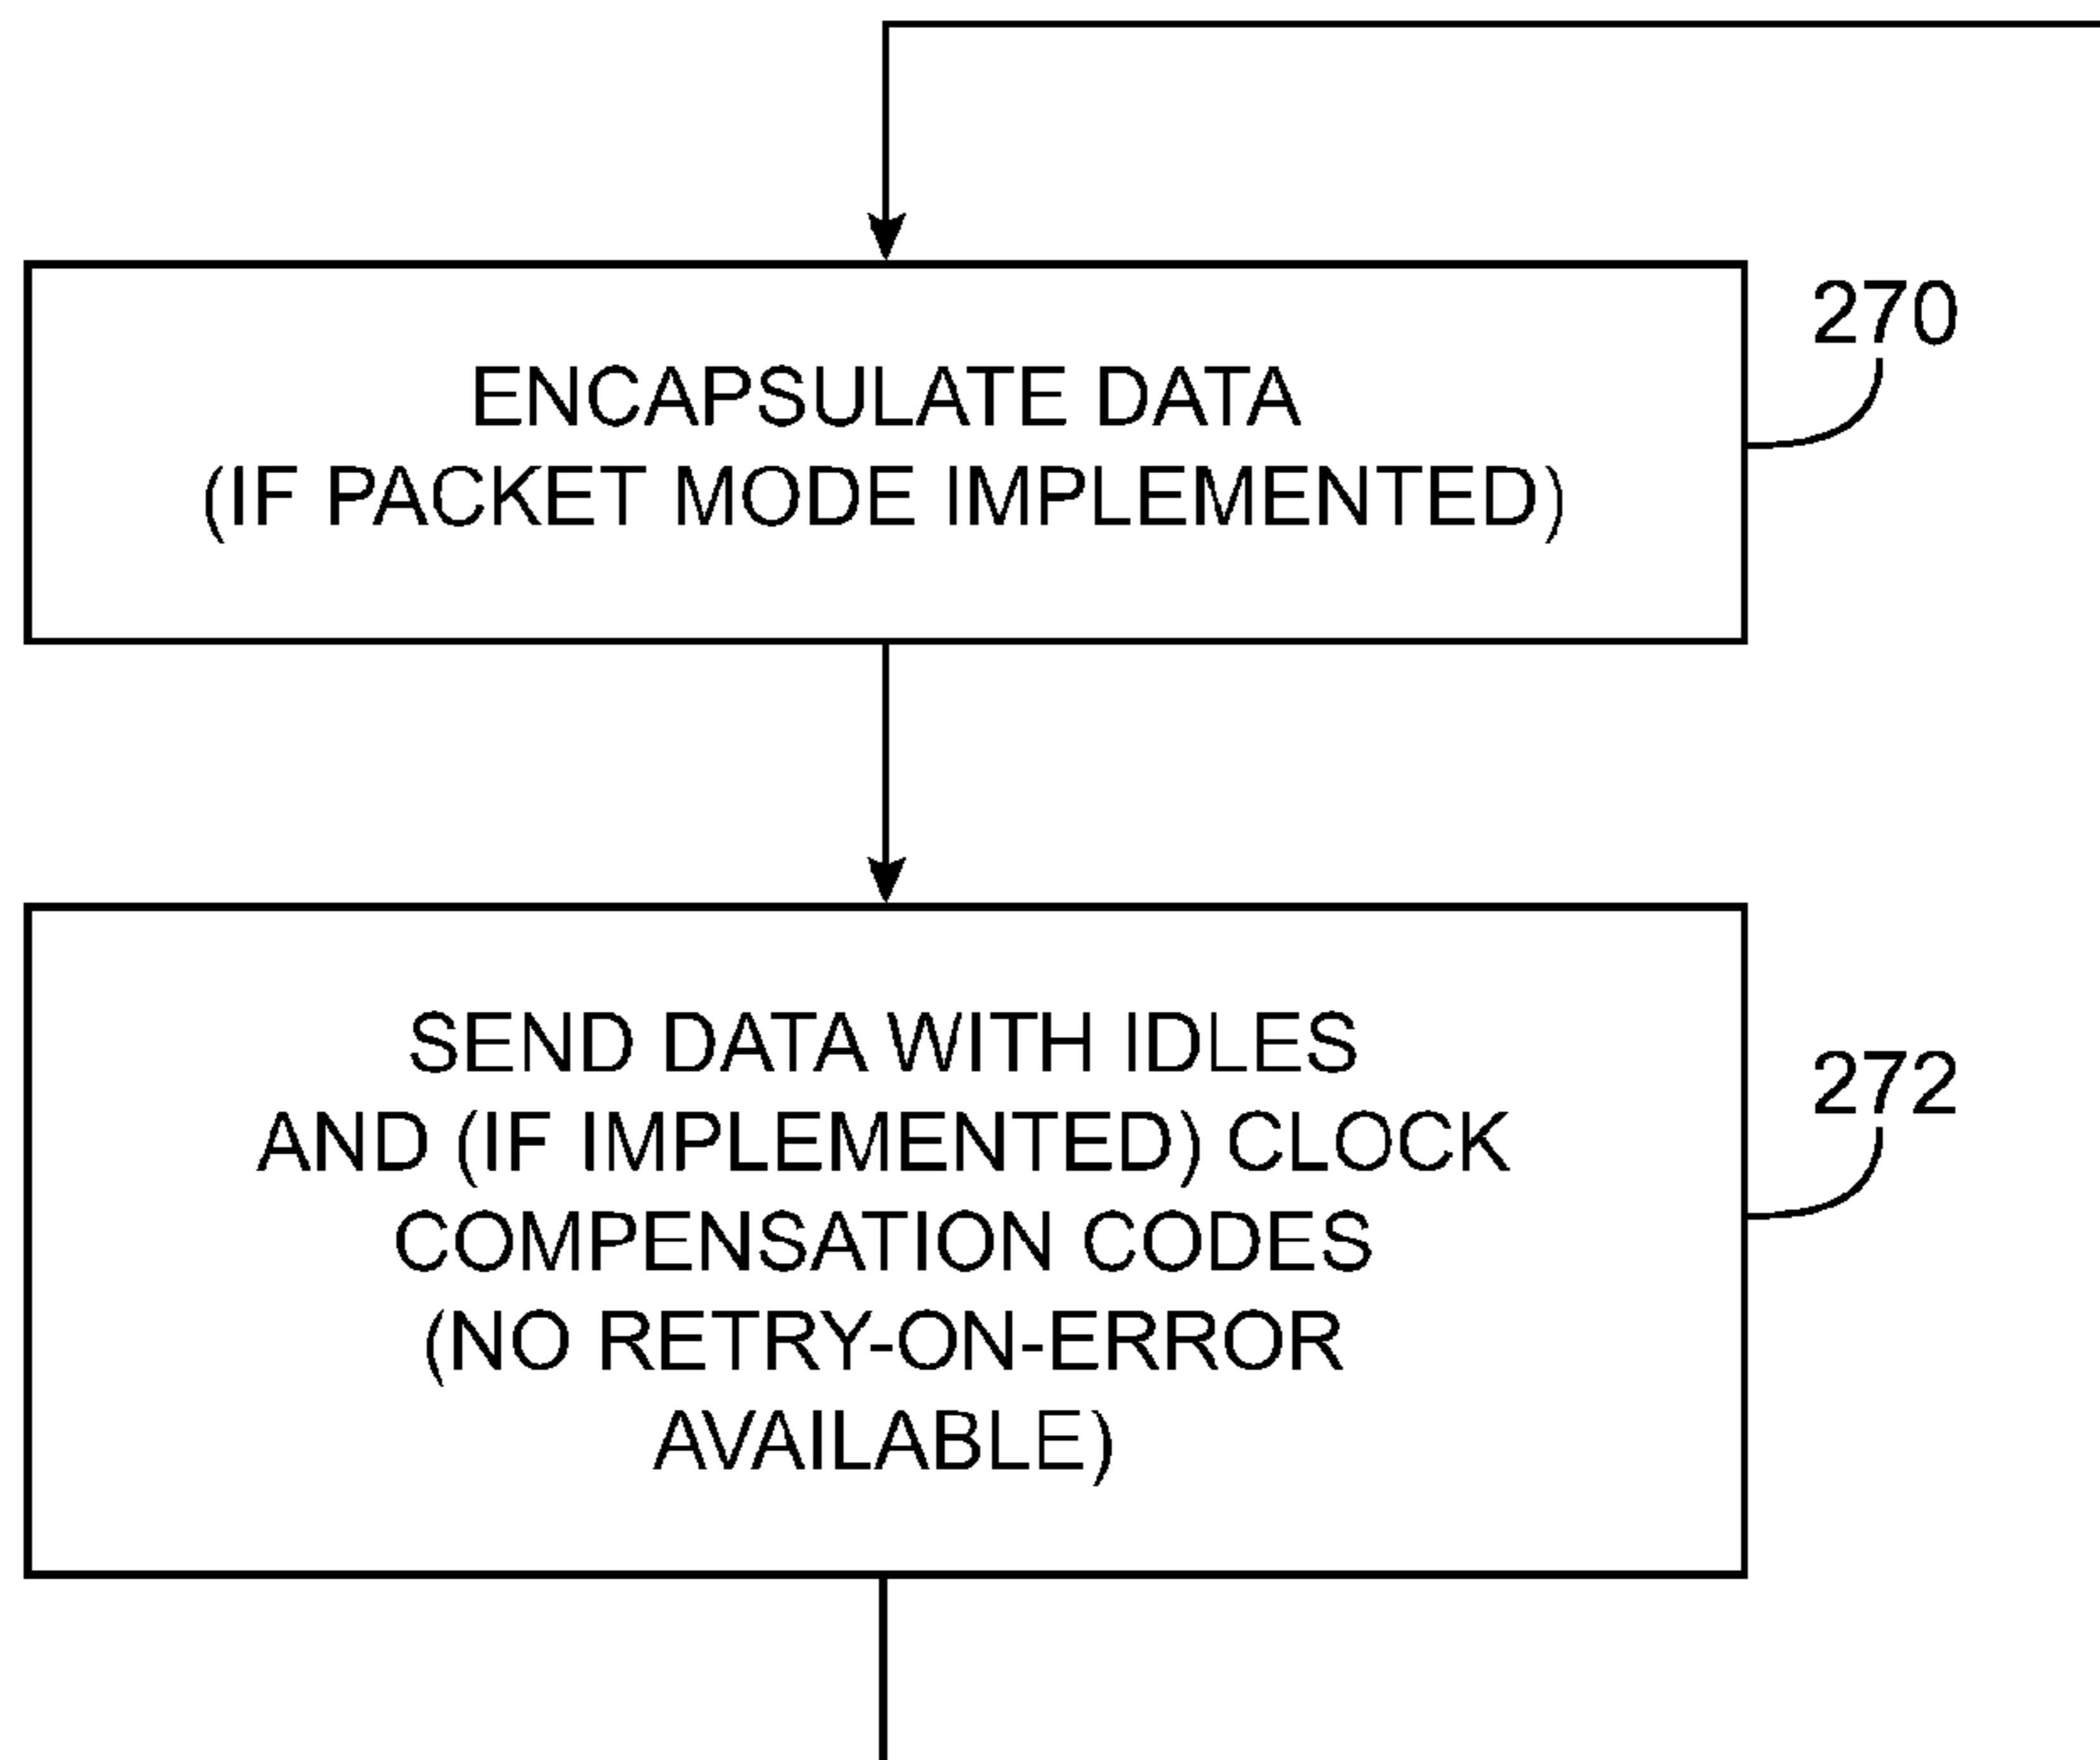 270
ENCAPSULATE DATA
(IF PACKET MODE IMPLEMENTED)
SEND DATA WITH IDLES
AND (IF IMPLEMENTED) CLOCK
COMPENSATION CODES
(NO RETRY-ON-ERROR
AVAILABLE)
272